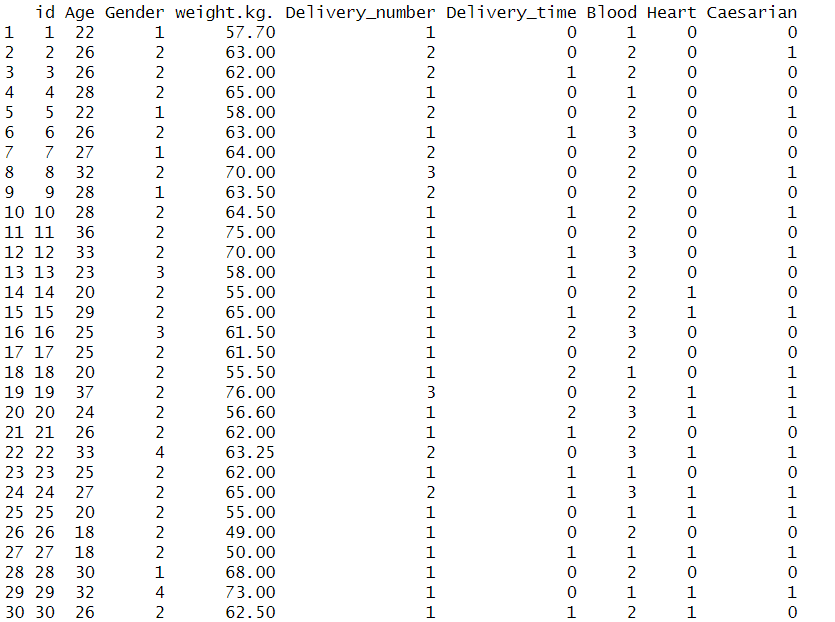 id Age Gender weight.kg. Delivery_number Delivery_time Blood Heart Caesarian
1 1 22 1 57.70 1 0 1 0 0
2 2 26 2 63.00 2 0 2 0 1
3 3 26 2 62.00 2 1 2 0 0
4 4 28 2 65.00 1 0 1 0 0
5 5 22 1 58.00 2 0 2 0 1
6 6 26 2 63.00 1 1 3 0 0
7 7 27 1 64.00 2 0 2 0 0
8 8 32 2 70.00 3 0 2 0 1
9 9 28 1 63.50 2 0 2 0 0
10 10 28 2 64.50 1 1 2 0 1
11 11 36 2 75.00 1 0 2 0 0
12 12 33 2 70.00 1 1 3 0 1
13 13 23 3 58.00 1 1 2 0 0
14 14 20 2 55.00 1 0 2 1 0
15 15 29 2 65.00 1 1 2 1 1
16 16 25 3 61.50 1 2 3 0 0
17 17 25 2 61.50 1 0 2 0 0
18 18 20 2 55.50 1 2 1 0 1
19 19 37 2 76.00 3 0 2 1 1
20 20 24 2 56.60 1 2 3 1 1
21 21 26 2 62.00 1 1 2 0 0
22 22 33 4 63.25 2 0 3 1 1
23 23 25 2 62.00 1 1 1 0 0
24 24 27 2 65.00 2 1 3 1 1
25 25 20 2 55.00 1 0 1 1 1
26 26 18 2 49.00 1 0 2 0 0
27 27 18 2 50.00 1 1 1 1 1
28 28 30 1 68.00 1 0 2 0 0
29 29 32 4 73.00 1 0 1 1 1
30 30 26 2 62.50 1 1 2 1 0